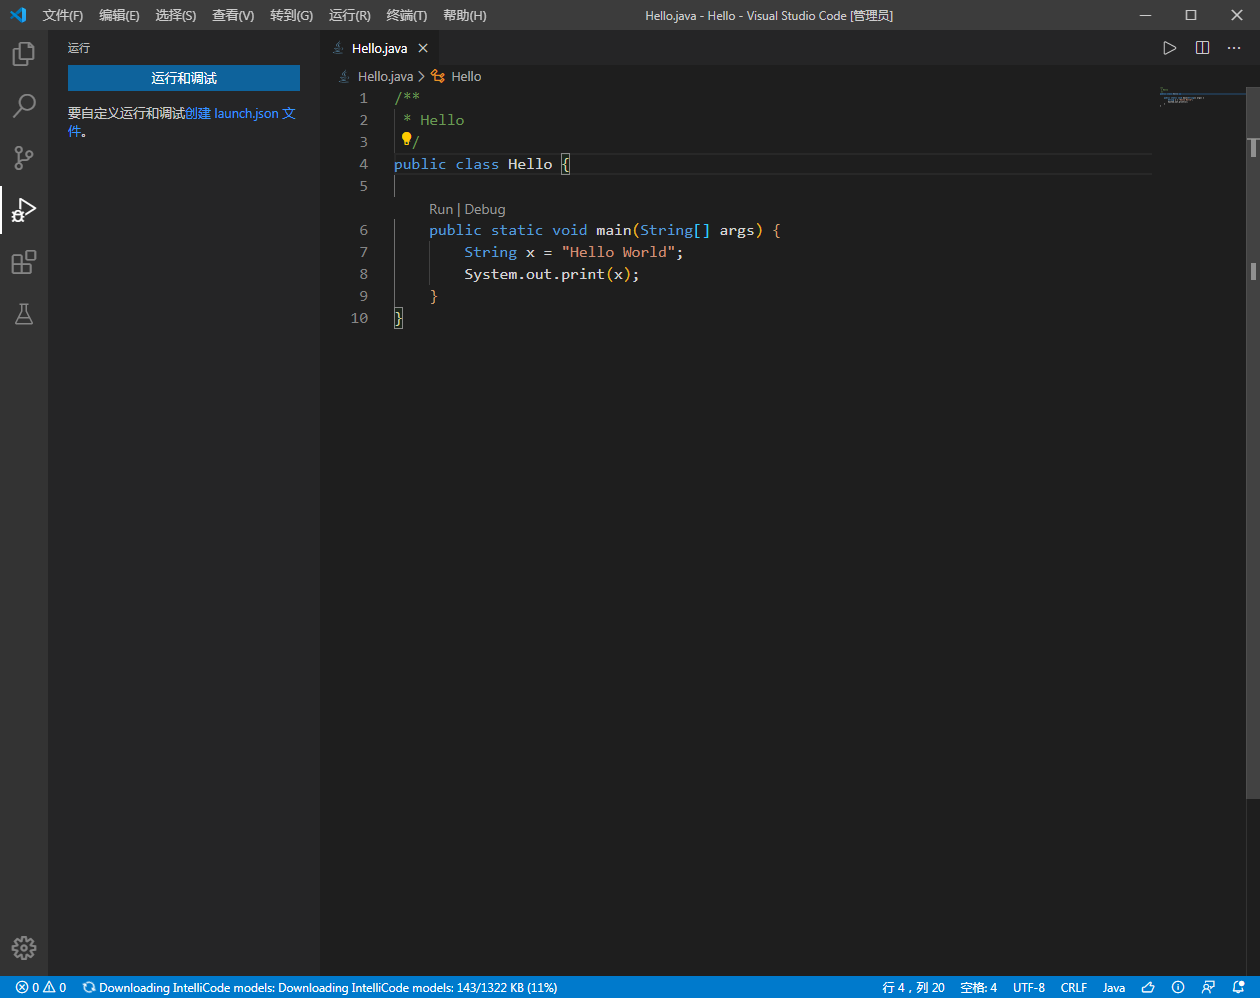 文件(F) 编辑(E) 选择(S) 查看(V) 转到(G) 运行(R) 终端(T) 帮助(H) Hello.java - Hello - Visual Studio Code [管理员]
运行
运行和调试
要自定义运行和调试创建 launch.json 文
件。
Hello.java
Hello.java > Hello
1 /**
2 * Hello
3 */
4 public class Hello {
5
Run | Debug
6 public static void main(String[] args) {
7 String x = "Hello World";
8 System.out.print(x);
9 }
10 }
0 0 Downloading IntelliCode models: Downloading IntelliCode models: 143/1322 KB (11%) 行 4，列 20 空格: 4 UTF-8 CRLF Java